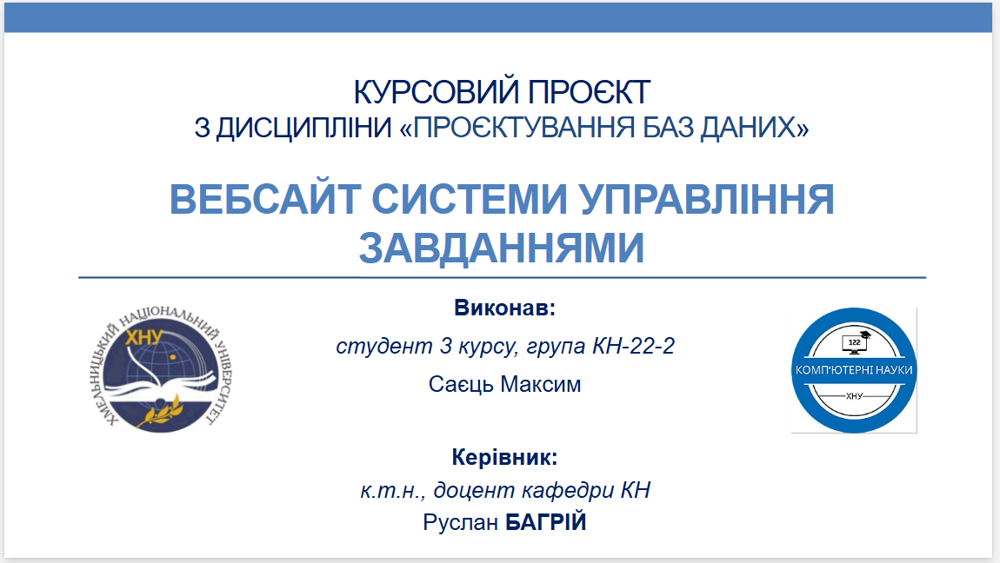 КУРСОВИЙ ПРОЄКТ
З ДИСЦИПЛІНИ «ПРОЄКТУВАННЯ БАЗ ДАНИХ»
ВЕБСАЙТ СИСТЕМИ УПРАВЛІННЯ
ЗАВДАННЯМИ
ХМЕЛЬНИЦЬКИЙ НАЦІОНАЛЬНИЙ УНІВЕРСИТЕТ
ХНУ
Виконав:
студент 3 курсу, група КН-22-2
Саєць Максим
122
КОМП'ЮТЕРНІ НАУКИ
ХНУ
Керівник:
к.т.н., доцент кафедри КН
Руслан БАГРІЙ